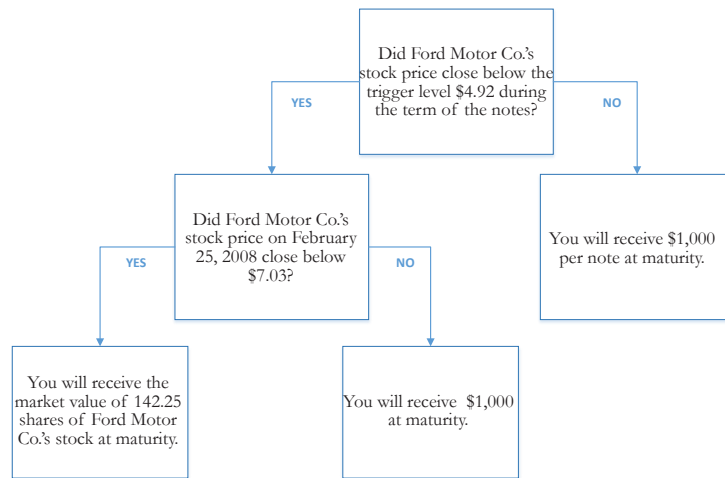 Did Ford Motor Co.'s
stock price close below the
trigger level $4.92 during
the term of the notes?
YES
NO
Did Ford Motor Co.'s
stock price on February
25, 2008 close below
$7.03?
You will receive $1,000
per note at maturity.
YES
NO
You will receive the
market value of 142.25
shares of Ford Motor
Co.'s stock at maturity.
You will receive $1,000
at maturity.